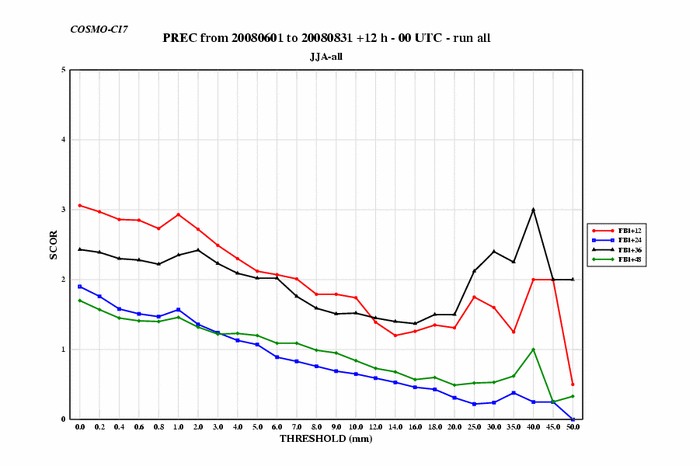 COSMO-C17
PREC from 20080601 to 20080831 +12 h - 00 UTC - run all
JJA-all
5
4
3
2
1
0
SCOR
0.0 0.2 0.4 0.6 0.8 1.0 2.0 3.0 4.0 5.0 6.0 7.0 8.0 9.0 10.0 12.0 14.0 16.0 18.0 20.0 25.0 30.0 35.0 40.0 45.0 50.0
THRESHOLD (mm)
FBI+12
FBI+24
FBI+36
FBI+48